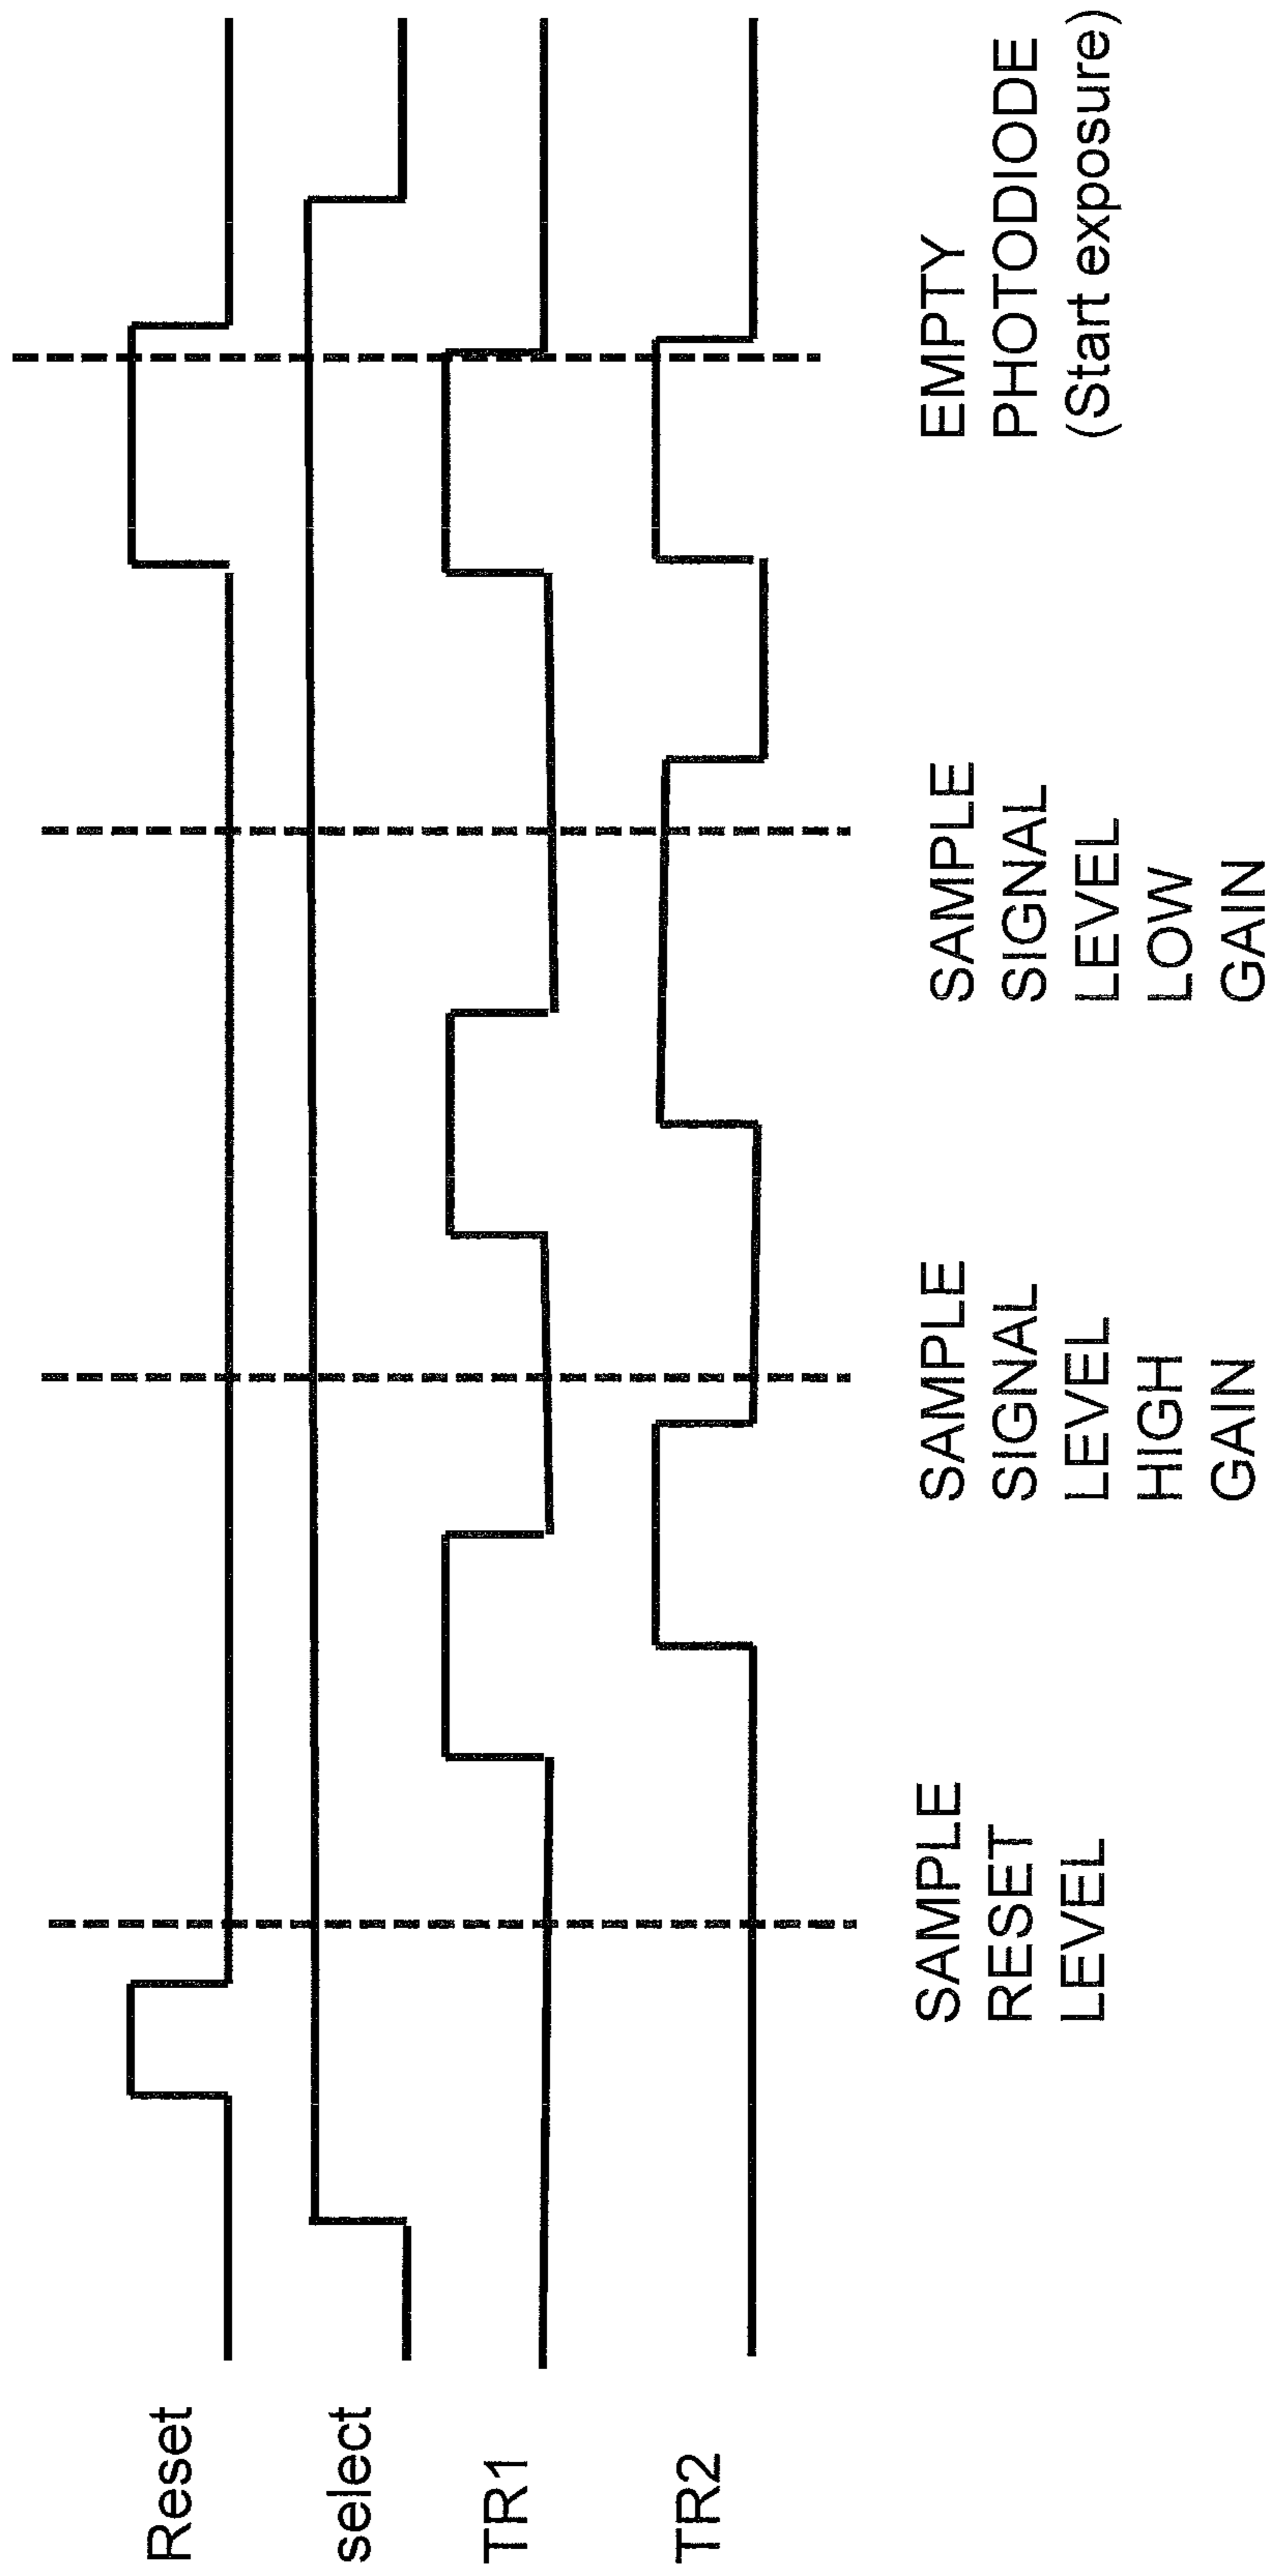 Reset
select
TR1
TR2
SAMPLE
RESET
LEVEL
SAMPLE
SIGNAL
LEVEL
HIGH
GAIN
SAMPLE
SIGNAL
LEVEL
LOW
GAIN
EMPTY
PHOTODIODE
(Start exposure)